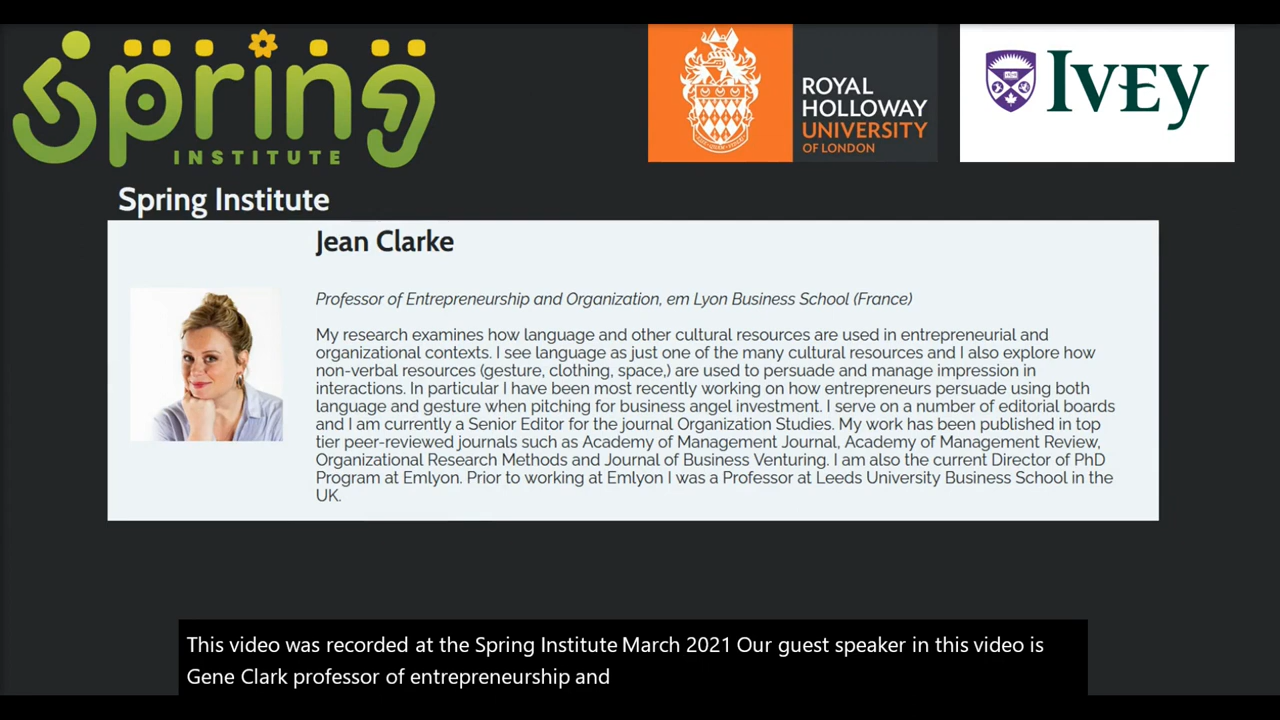 spring
INSTITUTE
ROYAL
HOLLOWAY
UNIVERSITY
OF LONDON
IVEY
Spring Institute
Jean Clarke
Professor of Entrepreneurship and Organization, em Lyon Business School (France)
My research examines how language and other cultural resources are used in entrepreneurial and
organizational contexts. I see language as just one of the many cultural resources and I also explore how
non-verbal resources (gesture, clothing, space,) are used to persuade and manage impression in
interactions. In particular I have been most recently working on how entrepreneurs persuade using both
language and gesture when pitching for business angel investment. I serve on a number of editorial boards
and I am currently a Senior Editor for the journal Organization Studies. My work has been published in top
tier peer-reviewed journals such as Academy of Management Journal, Academy of Management Review,
Organizational Research Methods and Journal of Business Venturing. I am also the current Director of PhD
Program at Emlyon. Prior to working at Emlyon I was a Professor at Leeds University Business School in the
UK.
This video was recorded at the Spring Institute March 2021 Our guest speaker in this video is
Gene Clark professor of entrepreneurship and